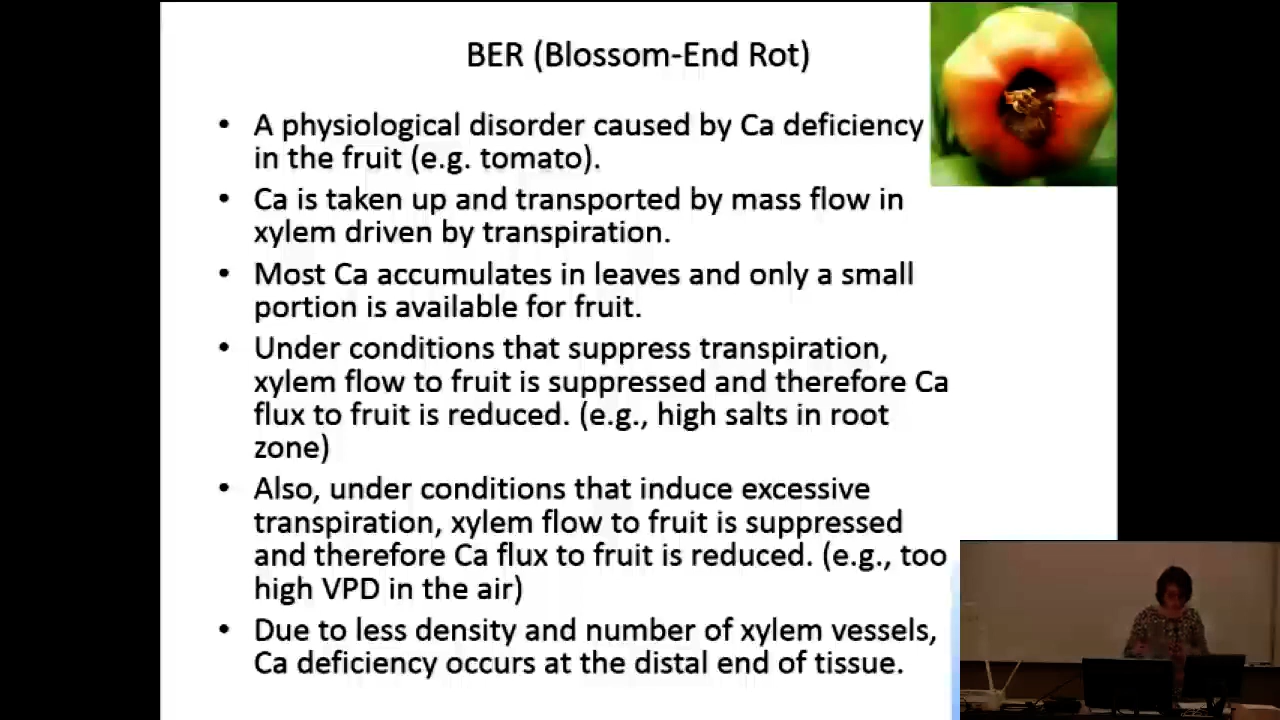 BER (Blossom-End Rot)
• A physiological disorder caused by Ca deficiency
in the fruit (e.g. tomato).
• Ca is taken up and transported by mass flow in
xylem driven by transpiration.
• Most Ca accumulates in leaves and only a small
portion is available for fruit.
• Under conditions that suppress transpiration,
xylem flow to fruit is suppressed and therefore Ca
flux to fruit is reduced. (e.g., high salts in root
zone)
• Also, under conditions that induce excessive
transpiration, xylem flow to fruit is suppressed
and therefore Ca flux to fruit is reduced. (e.g., too
high VPD in the air)
• Due to less density and number of xylem vessels,
Ca deficiency occurs at the distal end of tissue.